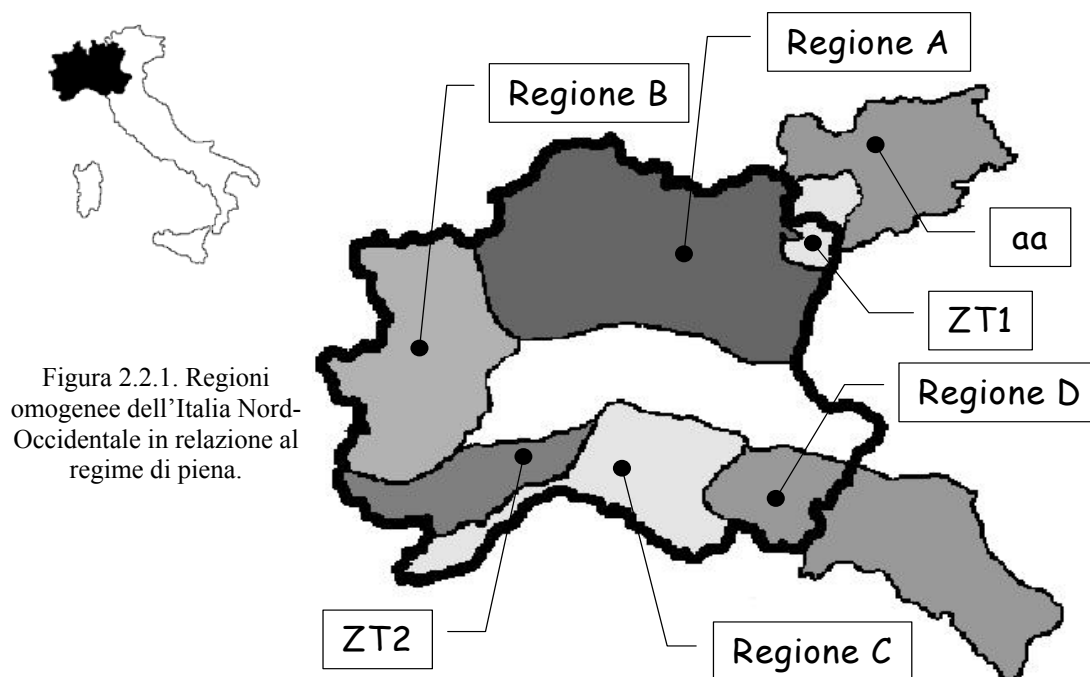 Regione A
Regione B
aa
ZT1
Figura 2.2.1. Regioni
omogenee dell’Italia Nord-
Occidentale in relazione al
regime di piena.
Regione D
ZT2
Regione C